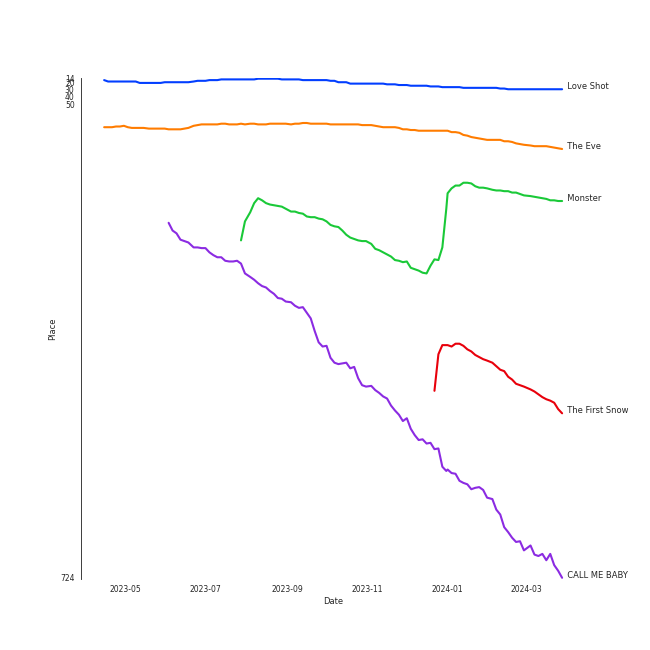 14
20
30
40
50
724
Place
Love Shot
The Eve
Monster
The First Snow
CALL ME BABY
2023-05
2023-07
2023-09
2023-11
2024-01
2024-03
Date